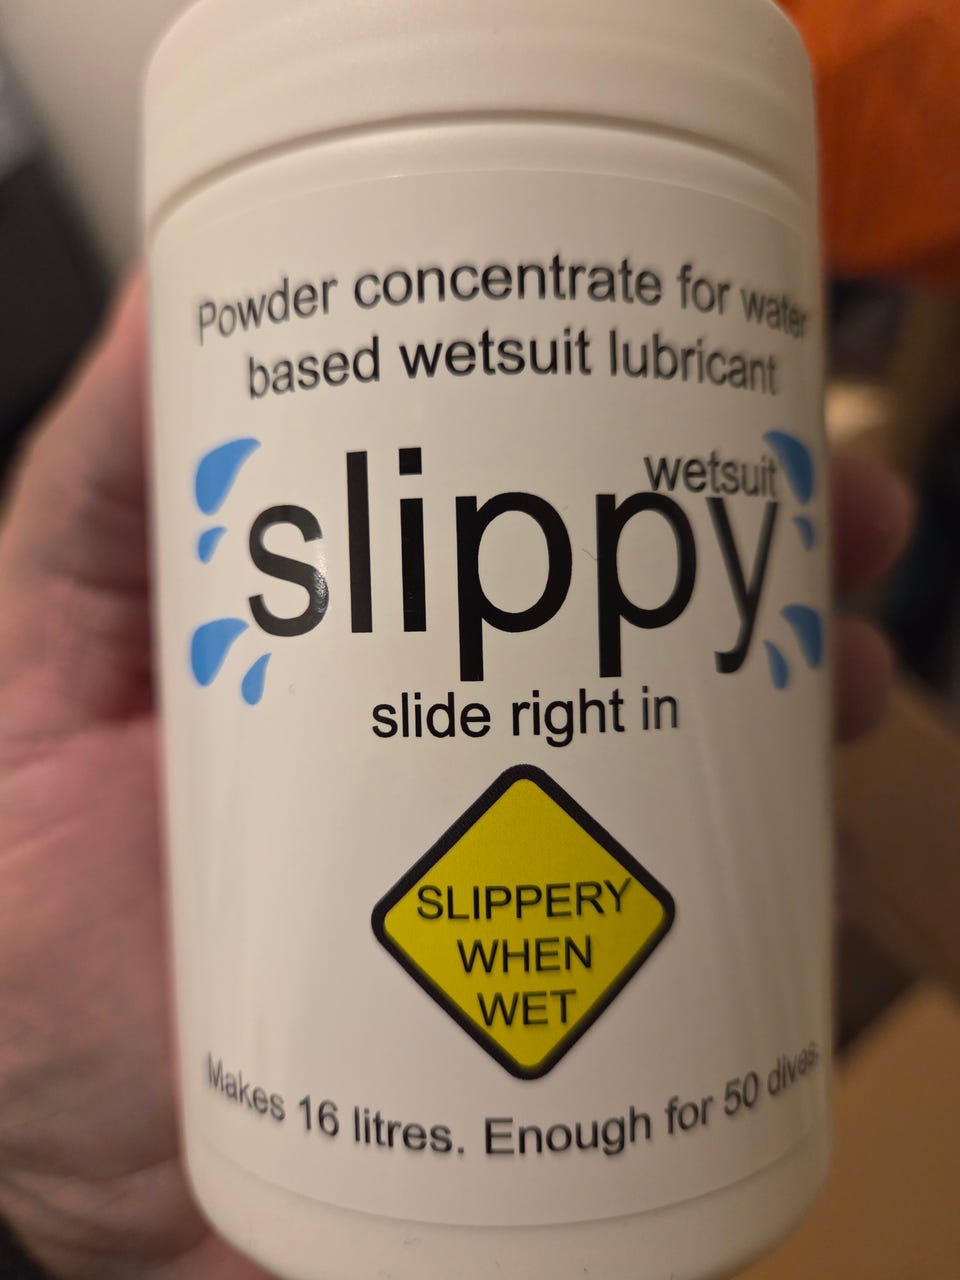 Powder concentrate for water
based wetsuit lubricant
wetsuit
slippy
slide right in
SLIPPERY
WHEN
WET
Makes 16 litres. Enough for 50 dives.